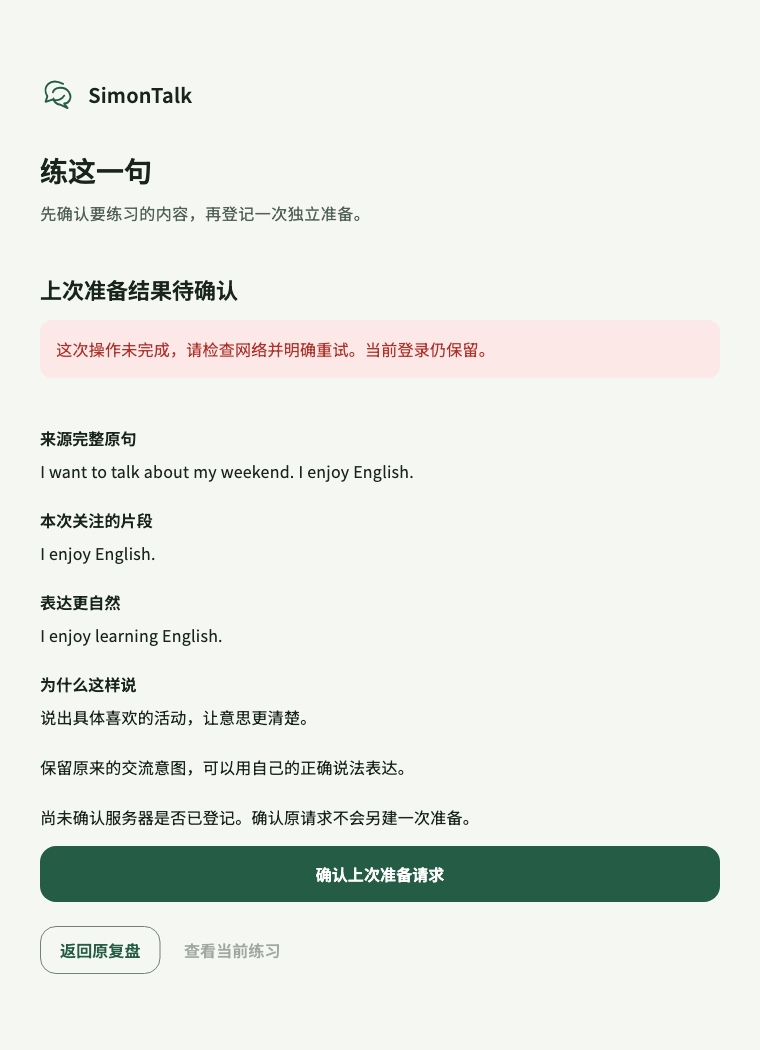 SimonTalk
练这一句
先确认要练习的内容，再登记一次独立准备。
上次准备结果待确认
这次操作未完成，请检查网络并明确重试。当前登录仍保留。
来源完整原句
I want to talk about my weekend. I enjoy English.
本次关注的片段
I enjoy English.
表达更自然
I enjoy learning English.
为什么这样说
说出具体喜欢的活动，让意思更清楚。
保留原来的交流意图，可以用自己的正确说法表达。
尚未确认服务器是否已登记。确认原请求不会另建一次准备。
确认上次准备请求
返回原复盘
查看当前练习